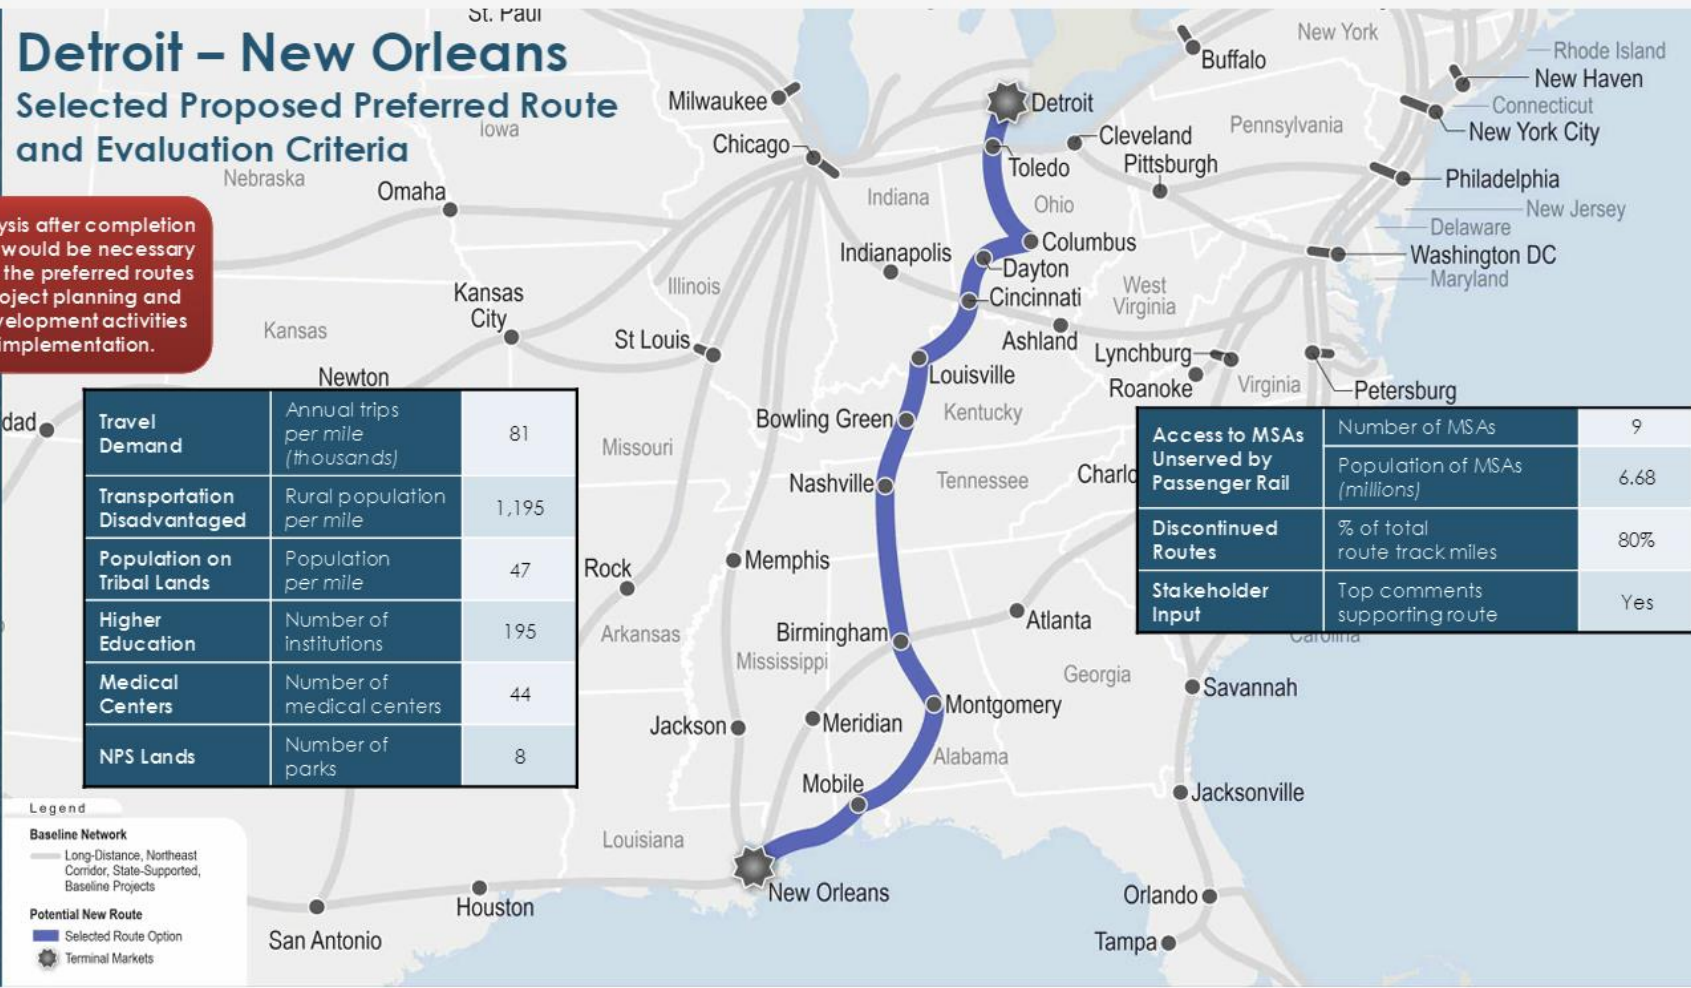 Detroit – New Orleans
Selected Proposed Preferred Route
and Evaluation Criteria
ysis after completion
would be necessary
the preferred routes
oject planning and
velopment activities
implementation.
St. Paul
Iowa
Nebraska
Omaha
Milwaukee
Chicago
Detroit
Toledo
Cleveland
Pittsburgh
Buffalo
New York
Rhode Island
New Haven
Connecticut
New York City
Pennsylvania
Philadelphia
New Jersey
Delaware
Washington DC
Maryland
Indiana
Ohio
Columbus
Indianapolis
Dayton
Cincinnati
West
Virginia
Illinois
Kansas
City
Kansas
St Louis
Ashland
Lynchburg
Roanoke
Virginia
Petersburg
Newton
Louisville
Bowling Green
Kentucky
Missouri
dad
Nashville
Tennessee
Charlo
Rock
Memphis
Arkansas
Birmingham
Atlanta
Mississippi
Georgia
Carolina
Savannah
Montgomery
Jackson
Meridian
Alabama
Mobile
Jacksonville
Louisiana
New Orleans
Houston
San Antonio
Orlando
Tampa
Travel
Demand
Annual trips
per mile
(thousands)
81
Transportation
Disadvantaged
Rural population
per mile
1,195
Population on
Tribal Lands
Population
per mile
47
Higher
Education
Number of
institutions
195
Medical
Centers
Number of
medical centers
44
NPS Lands
Number of
parks
8
Access to MSAs
Unserved by
Passenger Rail
Number of MSAs
9
Population of MSAs
(millions)
6.68
Discontinued
Routes
% of total
route track miles
80%
Stakeholder
Input
Top comments
supporting route
Yes
Legend
Baseline Network
Long-Distance, Northeast
Corridor, State-Supported,
Baseline Projects
Potential New Route
Selected Route Option
Terminal Markets